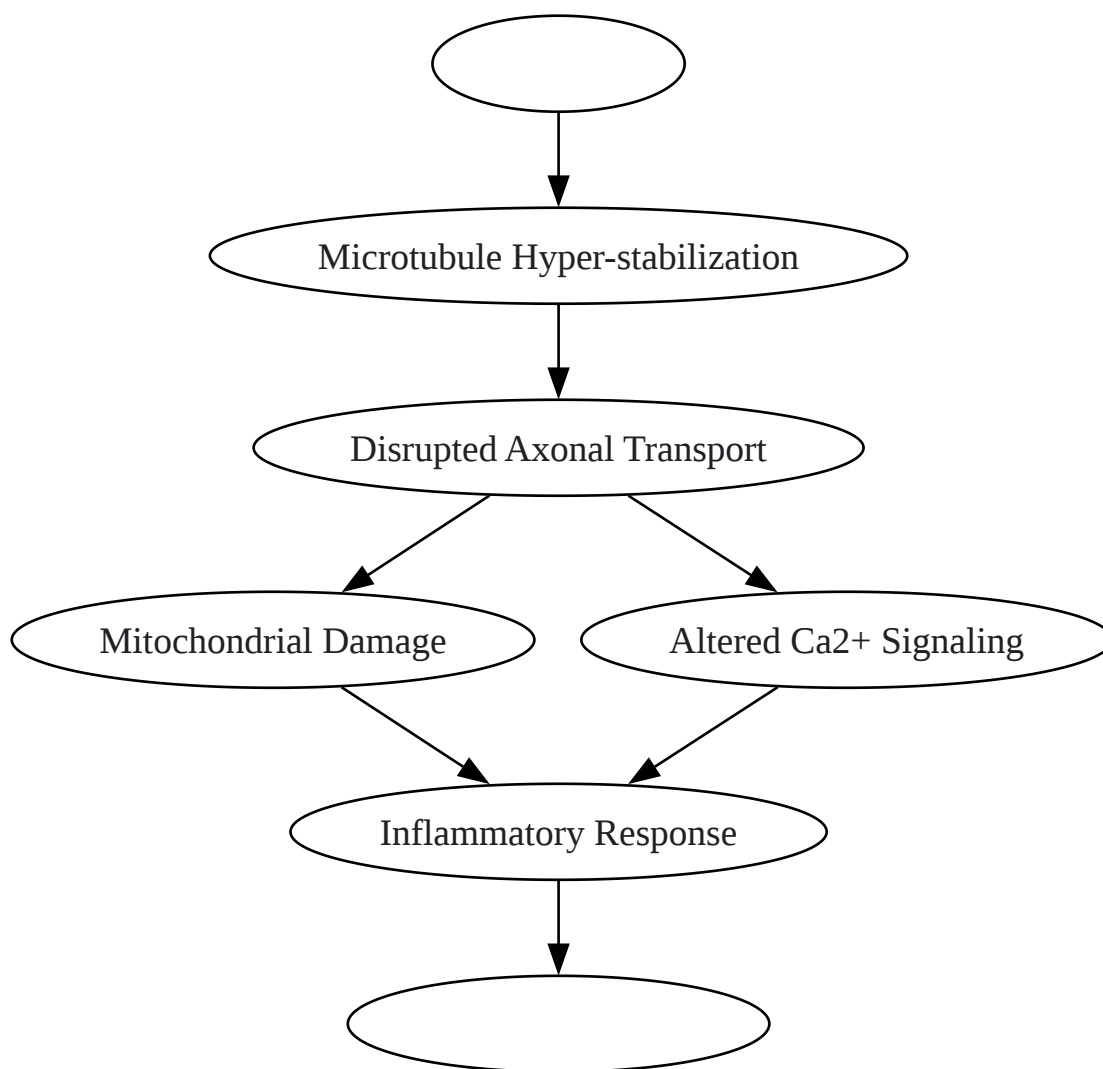 Microtubule Hyper-stabilization
Disrupted Axonal Transport
Mitochondrial Damage
Altered Ca2+ Signaling
Inflammatory Response